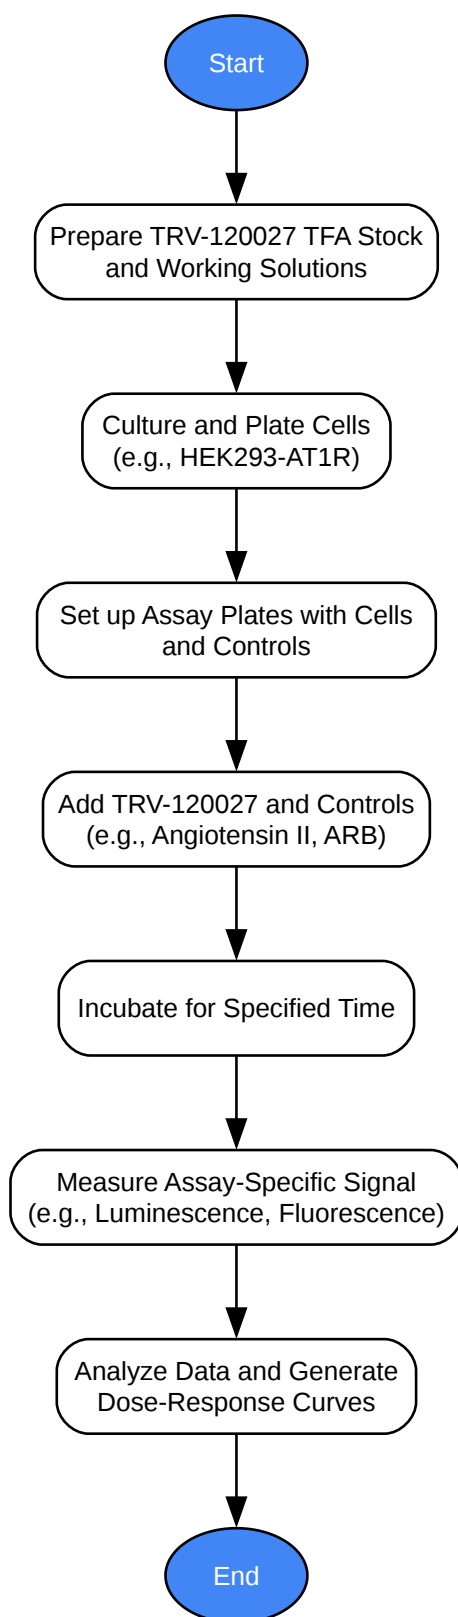 Start
Prepare TRV-120027 TFA Stock
and Working Solutions
Culture and Plate Cells
(e.g., HEK293-AT1R)
Set up Assay Plates with Cells
and Controls
Add TRV-120027 and Controls
(e.g., Angiotensin II, ARB)
Incubate for Specified Time
Measure Assay-Specific Signal
(e.g., Luminescence, Fluorescence)
Analyze Data and Generate
Dose-Response Curves
End